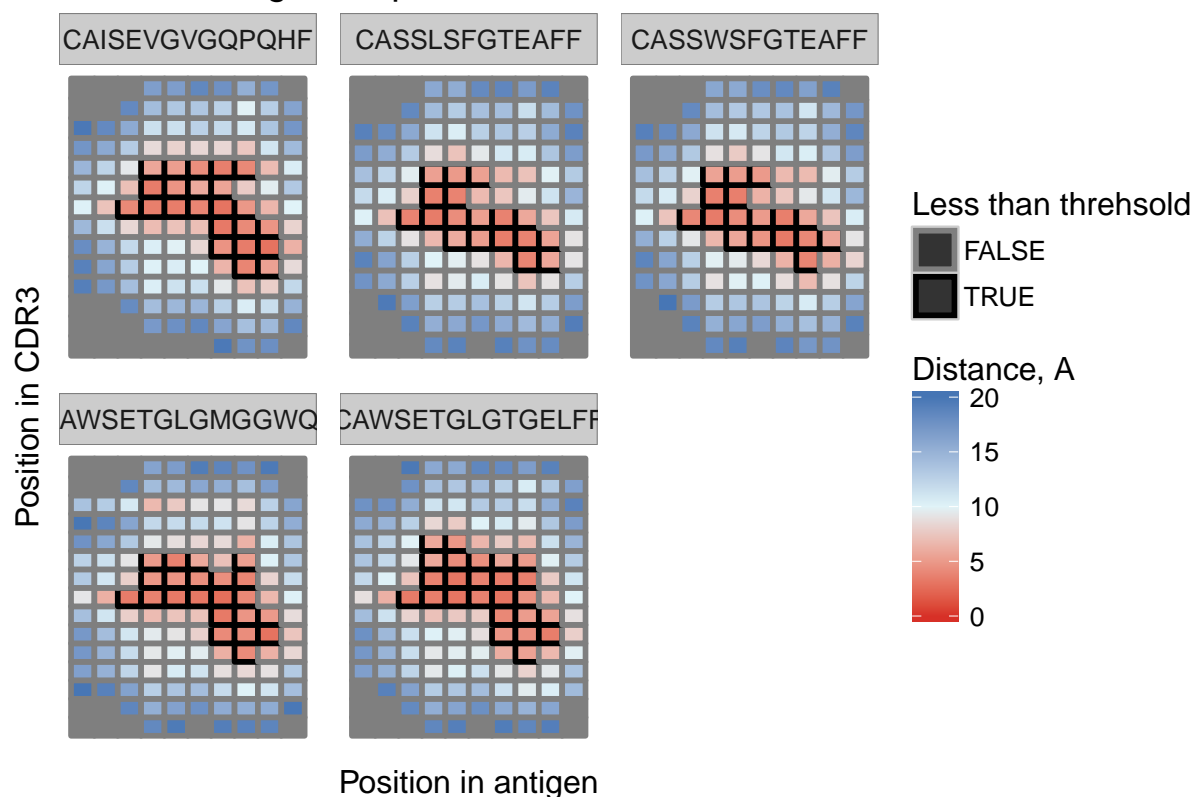 CAISEVGVGQPQHF
CASSLSFGTEAFF
CASSWSFGTEAFF
AWSETGLGMGGWQ
CAWSETGLGTGELFF
Position in CDR3
Position in antigen
Less than threhsold
FALSE
TRUE
Distance, A
20
15
10
5
0